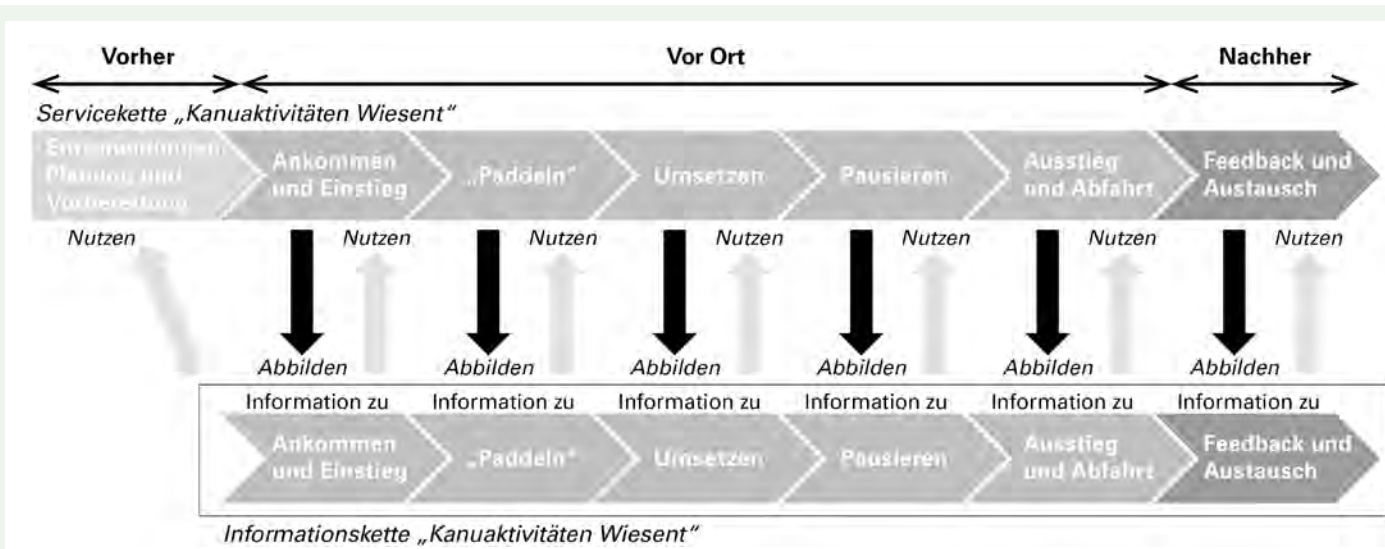 Vorher Vor Ort Nachher
Servicekette „Kanuaktivitäten Wiesent“
Planung und
Vorbereitung
Ankommen
und Einstieg
„Paddeln“
Umsetzen
Pausieren
Ausstieg
und Abfahrt
Feedback und
Austausch
Nutzen Nutzen Nutzen Nutzen Nutzen Nutzen Nutzen
Abbilden Abbilden Abbilden Abbilden Abbilden Abbilden
Information zu Information zu Information zu Information zu Information zu Information zu
Ankommen
und Einstieg
„Paddeln“
Umsetzen
Pausieren
Ausstieg
und Abfahrt
Feedback und
Austausch
Informationskette „Kanuaktivitäten Wiesent“